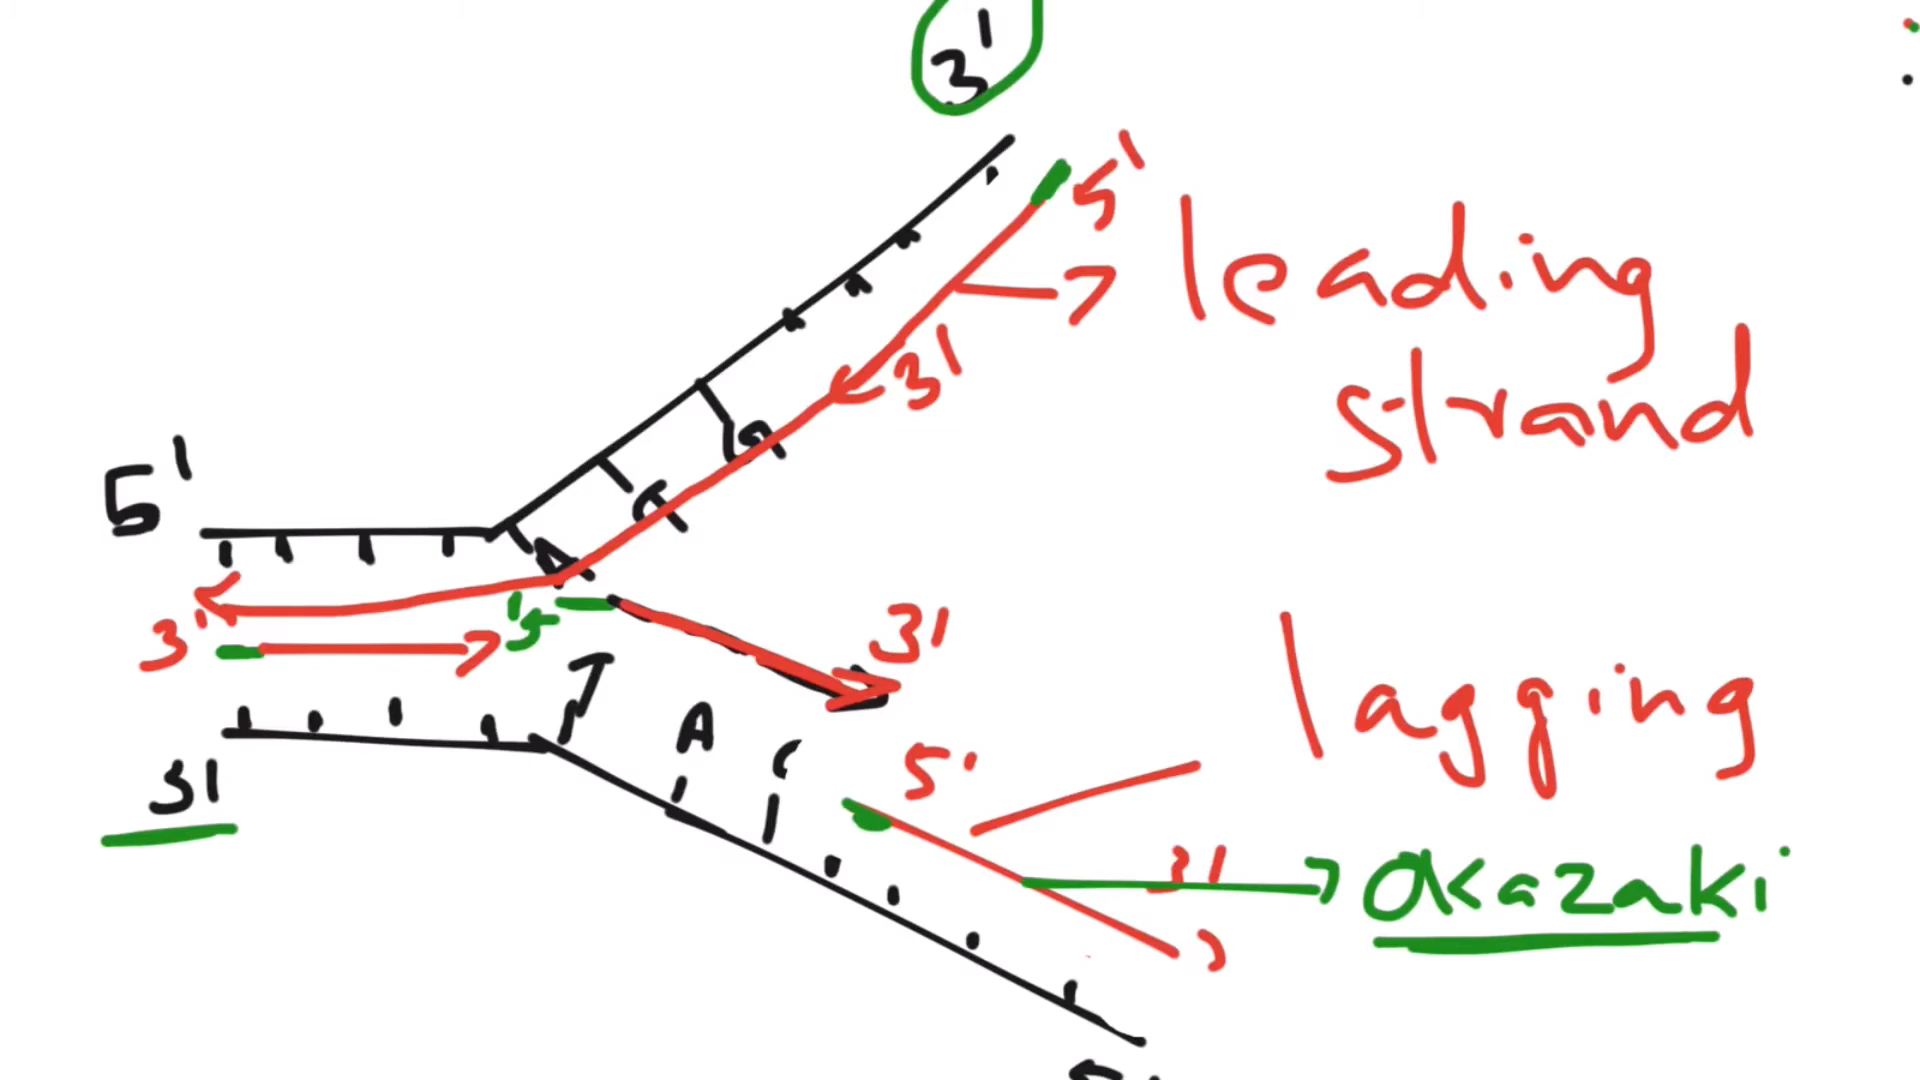 3'
5'
leading
3'
strand
5'
G
A
3'
5'
3'
T
A
C
lagging
5'
3'
3'
Okazaki